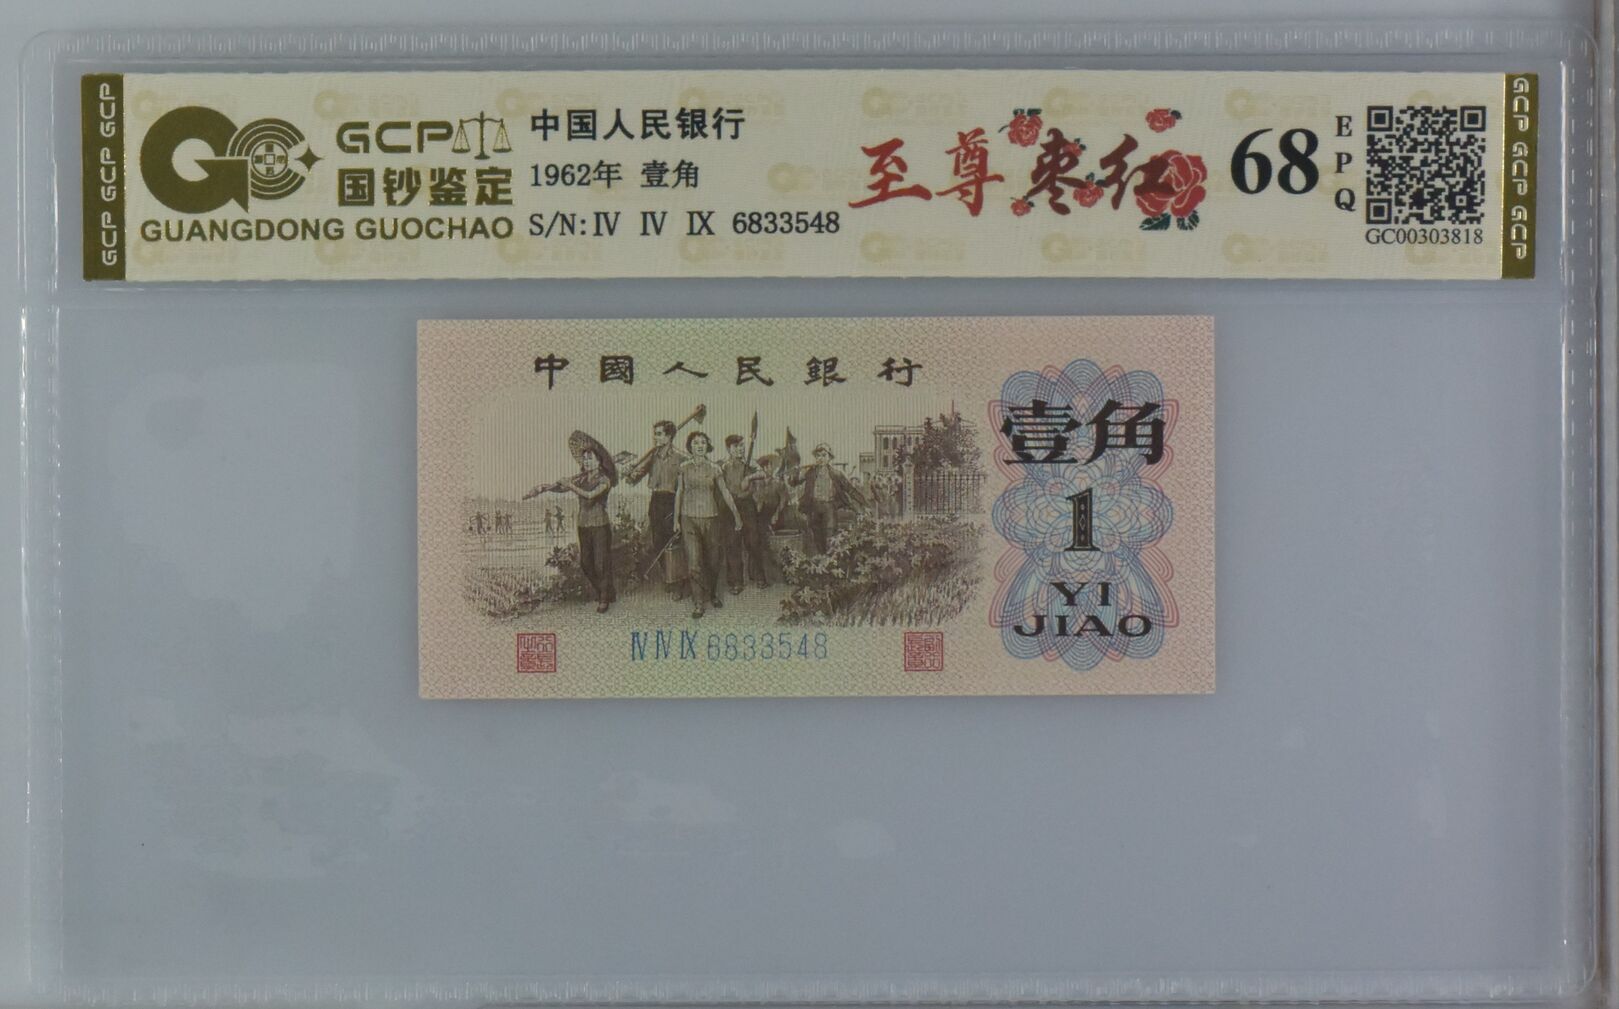 GCP GCP GCP
GCP
国钞鉴定
GUANGDONG GUOCHAO
中国人民银行
1962年 壹角
S/N: IV IV IX 6833548
至尊 枣红
68
EPQ
GC00303818
GCP GCP GCP
中國人民銀行
壹角
1
YI
JIAO
IV IV IX 6833548